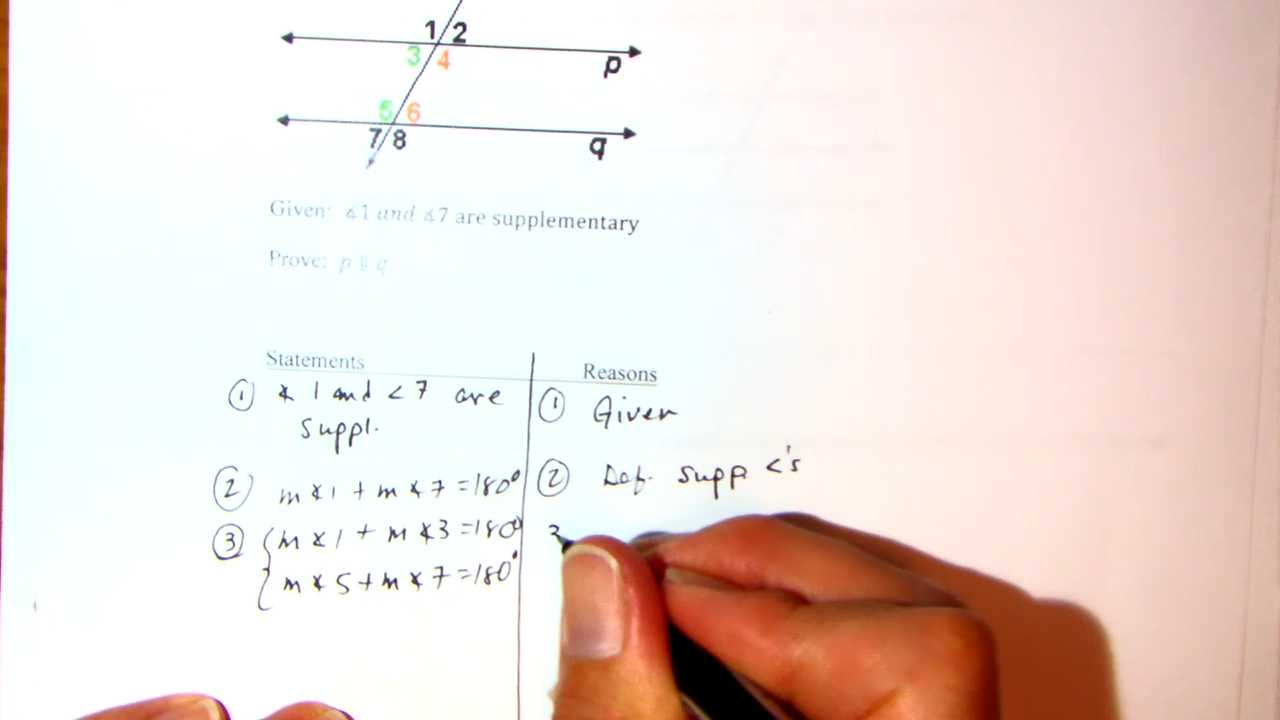 1 2
3 4
p
5 6
7 8
q
Given: ∡1 and ∡7 are supplementary
Prove: p ∥ q
Statements
Reasons
① ∡ 1 and < 7 are
suppl.
① Given
② m∡1 + m∡7 = 180°
② Def. supp. <'s
③ { m∡1 + m∡3 = 180°
m∡5 + m∡7 = 180°
3